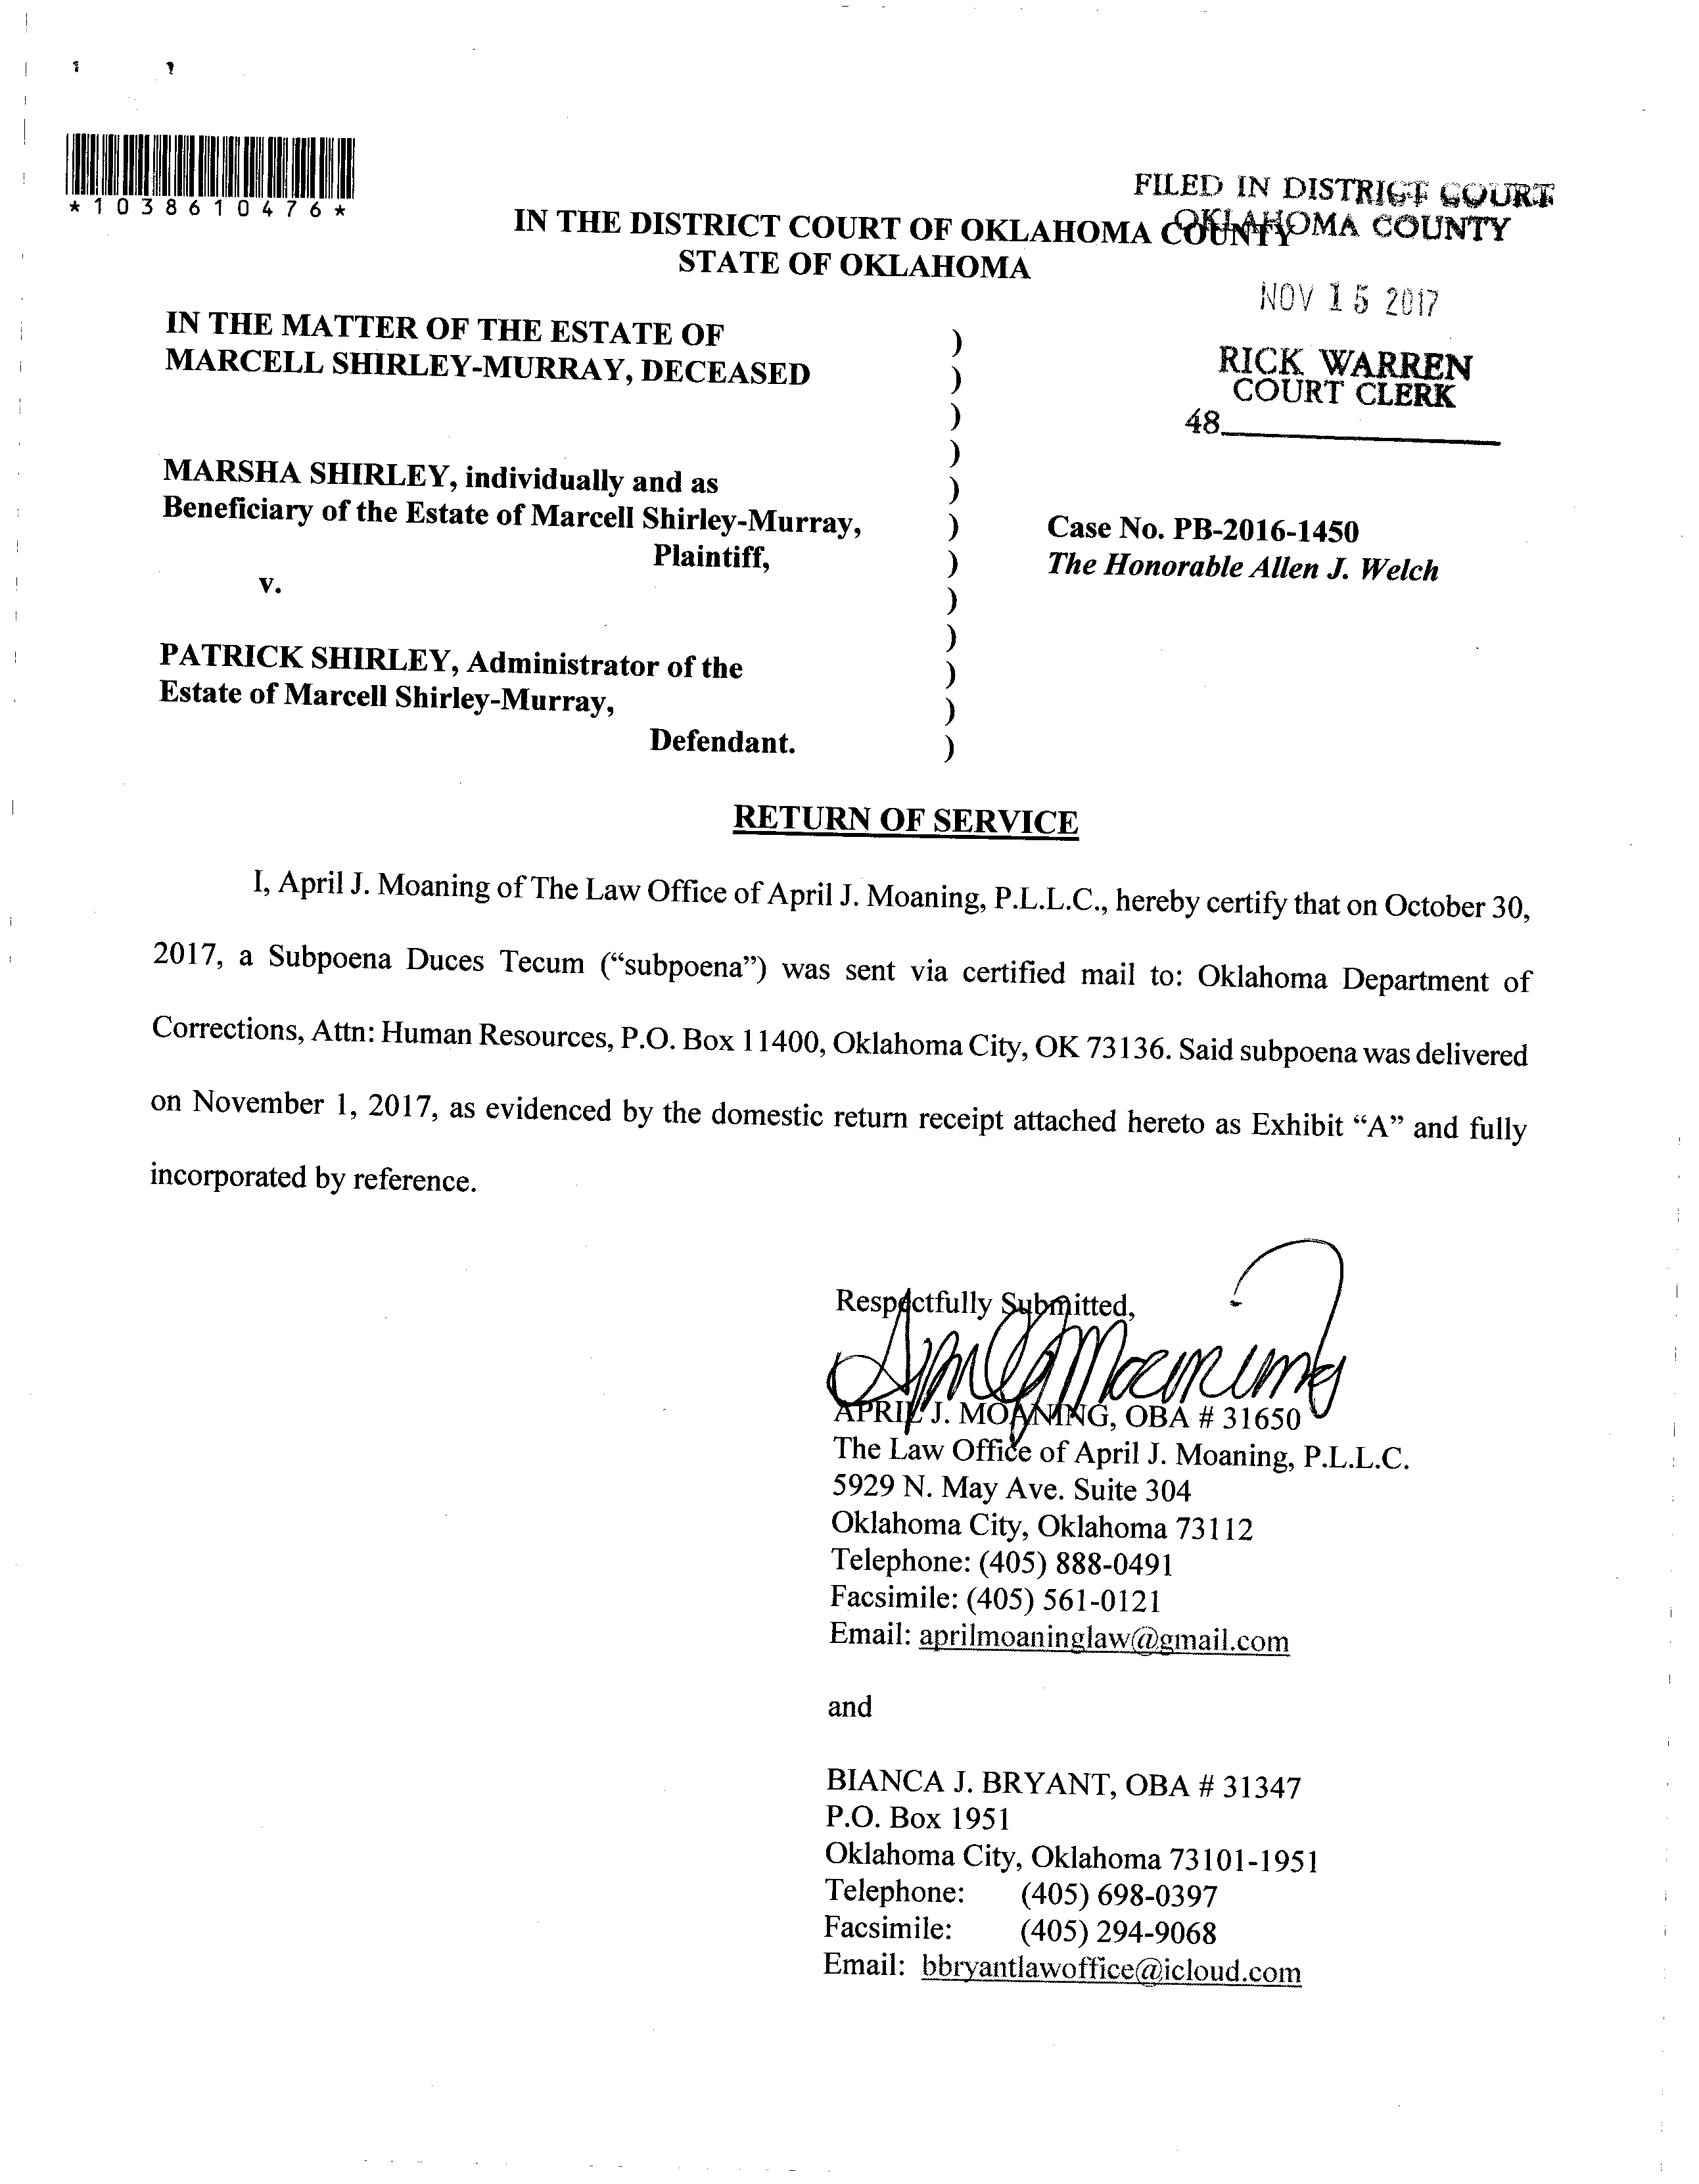 *1038610476*
FILED IN DISTRICT COURT
OKLAHOMA COUNTY
IN THE DISTRICT COURT OF OKLAHOMA COUNTY
STATE OF OKLAHOMA
NOV 15 2017
RICK WARREN
COURT CLERK
48
IN THE MATTER OF THE ESTATE OF )
MARCELL SHIRLEY-MURRAY, DECEASED )
)
)
MARSHA SHIRLEY, individually and as )
Beneficiary of the Estate of Marcell Shirley-Murray, ) Case No. PB-2016-1450
Plaintiff, ) The Honorable Allen J. Welch
v. )
)
PATRICK SHIRLEY, Administrator of the )
Estate of Marcell Shirley-Murray, )
Defendant. )
RETURN OF SERVICE
I, April J. Moaning of The Law Office of April J. Moaning, P.L.L.C., hereby certify that on October 30,
2017, a Subpoena Duces Tecum (“subpoena”) was sent via certified mail to: Oklahoma Department of
Corrections, Attn: Human Resources, P.O. Box 11400, Oklahoma City, OK 73136. Said subpoena was delivered
on November 1, 2017, as evidenced by the domestic return receipt attached hereto as Exhibit “A” and fully
incorporated by reference.
Respectfully Submitted,
April J Moaning
APRIL J. MOANING, OBA # 31650
The Law Office of April J. Moaning, P.L.L.C.
5929 N. May Ave. Suite 304
Oklahoma City, Oklahoma 73112
Telephone: (405) 888-0491
Facsimile: (405) 561-0121
Email: aprilmoaninglaw@gmail.com
and
BIANCA J. BRYANT, OBA # 31347
P.O. Box 1951
Oklahoma City, Oklahoma 73101-1951
Telephone: (405) 698-0397
Facsimile: (405) 294-9068
Email: bbryantlawoffice@icloud.com